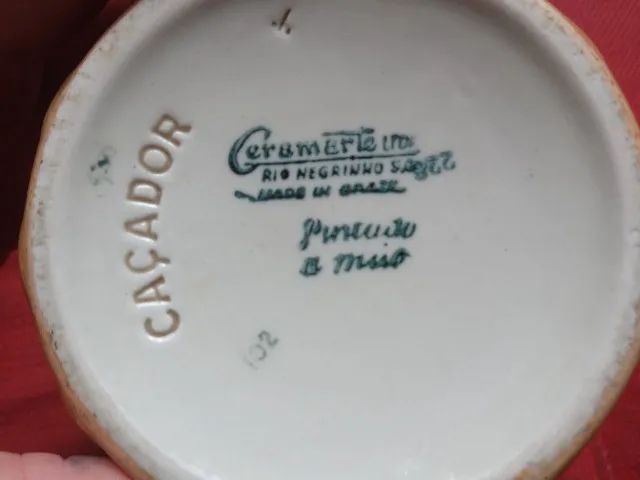 CAÇADOR
Ceramarte LTDA
RIO NEGRINHO S.C.
MADE IN BRAZIL
Pintado
a mão
102